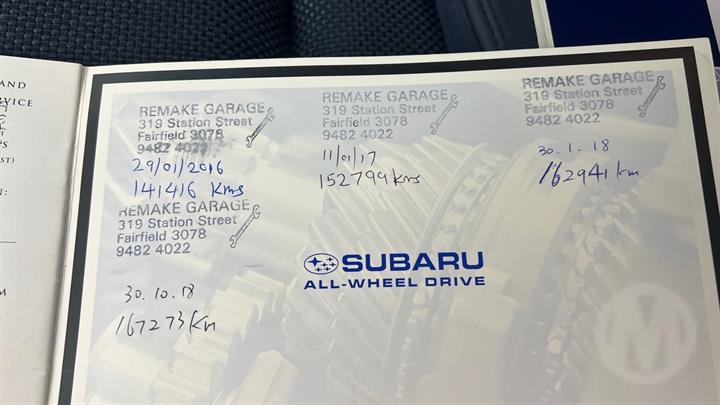 AND
REMAKE GARAGE
319 Station Street
Fairfield 3078
9482 4022
29/01/2016
141416 Kms
REMAKE GARAGE
319 Station Street
Fairfield 3078
9482 4022
11/01/17
152799 Kms
REMAKE GARAGE
319 Station Street
Fairfield 3078
9482 4022
30.1.18
162941 km
REMAKE GARAGE
319 Station Street
Fairfield 3078
9482 4022
30.10.18
167273 Km
SUBARU
ALL-WHEEL DRIVE
M